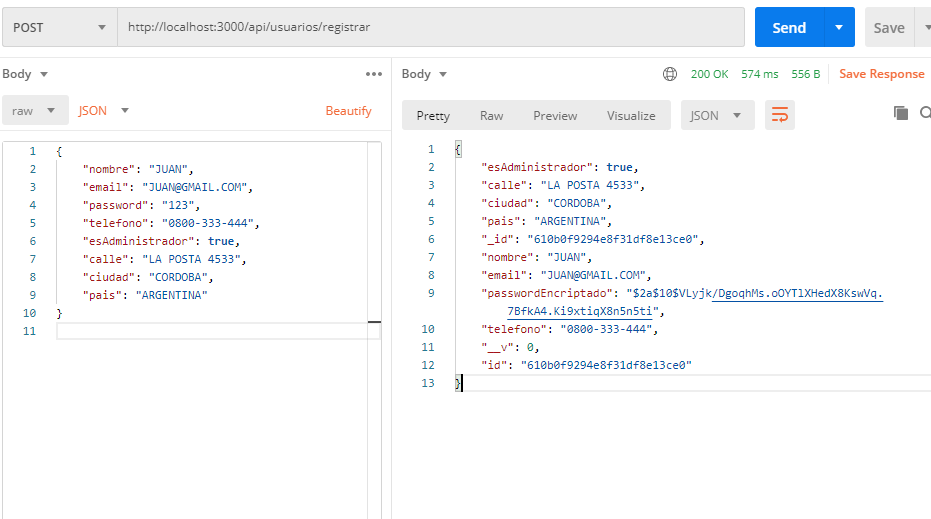 POST http://localhost:3000/api/usuarios/registrar Send Save
Body
raw JSON Beautify
1 {
2 "nombre": "JUAN",
3 "email": "JUAN@GMAIL.COM",
4 "password": "123",
5 "telefono": "0800-333-444",
6 "esAdministrador": true,
7 "calle": "LA POSTA 4533",
8 "ciudad": "CORDOBA",
9 "pais": "ARGENTINA"
10 }
11
Body 200 OK 574 ms 556 B Save Response
Pretty Raw Preview Visualize JSON
1 {
2 "esAdministrador": true,
3 "calle": "LA POSTA 4533",
4 "ciudad": "CORDOBA",
5 "pais": "ARGENTINA",
6 "_id": "610b0f9294e8f31df8e13ce0",
7 "nombre": "JUAN",
8 "email": "JUAN@GMAIL.COM",
9 "passwordEncriptado": "$2a$10$VLyjk/DgoqhMs.oOYTlXHedX8KswVq.
7BfkA4.Ki9xtiqX8n5n5ti",
10 "telefono": "0800-333-444",
11 "__v": 0,
12 "id": "610b0f9294e8f31df8e13ce0"
13 }